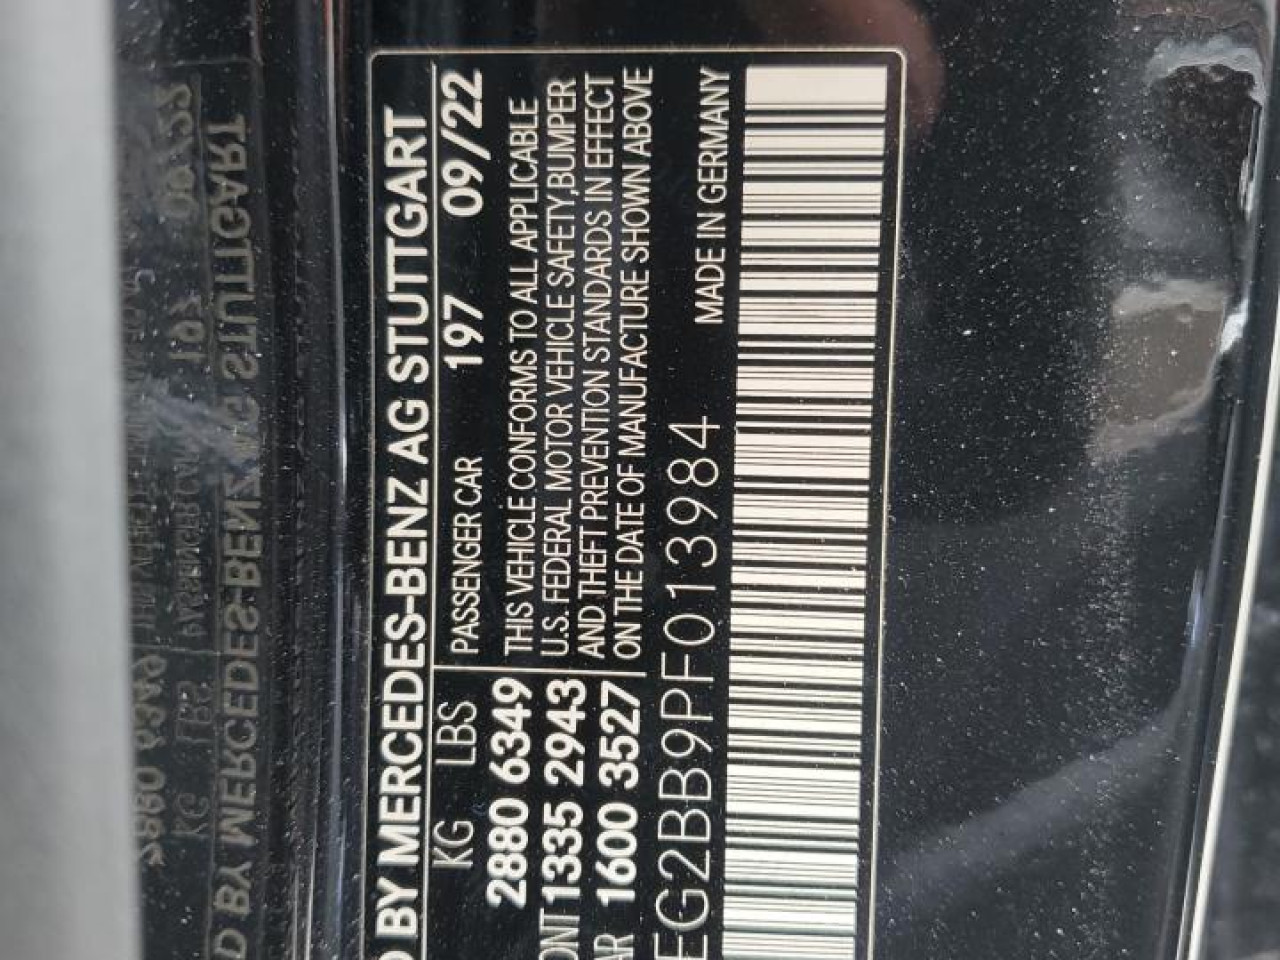 D BY MERCEDES-BENZ AG STUTTGART
KG LBS PASSENGER CAR 197 09/22
2880 6349
ONT 1335 2943
AR 1600 3527
THIS VEHICLE CONFORMS TO ALL APPLICABLE
U.S. FEDERAL MOTOR VEHICLE SAFETY, BUMPER
AND THEFT PREVENTION STANDARDS IN EFFECT
ON THE DATE OF MANUFACTURE SHOWN ABOVE
EG2BB9PF013984
MADE IN GERMANY